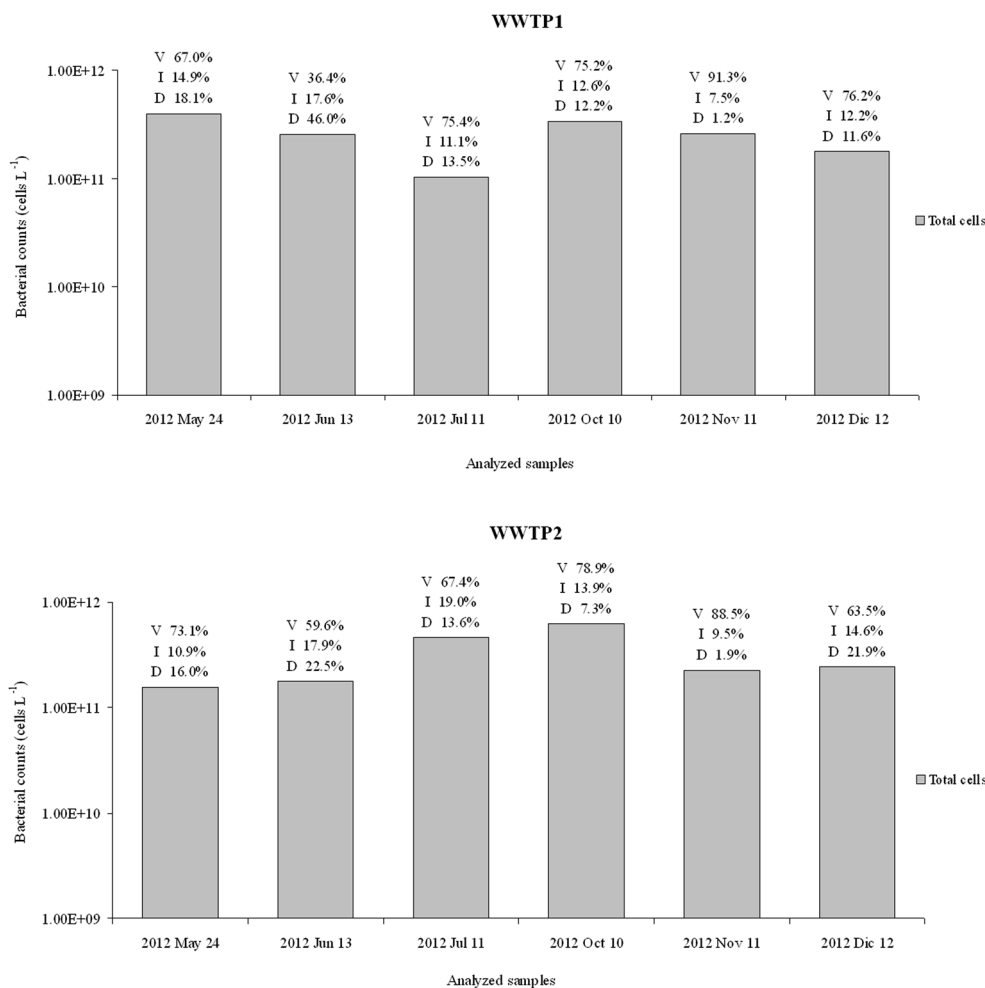 WWTP1
V 67.0%
I 14.9%
D 18.1%
V 36.4%
I 17.6%
D 46.0%
V 75.4%
I 11.1%
D 13.5%
V 75.2%
I 12.6%
D 12.2%
V 91.3%
I 7.5%
D 1.2%
V 76.2%
I 12.2%
D 11.6%
1.00E+12
1.00E+11
1.00E+10
1.00E+09
Bacterial counts (cells L⁻¹)
Total cells
2012 May 24 2012 Jun 13 2012 Jul 11 2012 Oct 10 2012 Nov 11 2012 Dic 12
Analyzed samples
WWTP2
V 73.1%
I 10.9%
D 16.0%
V 59.6%
I 17.9%
D 22.5%
V 67.4%
I 19.0%
D 13.6%
V 78.9%
I 13.9%
D 7.3%
V 88.5%
I 9.5%
D 1.9%
V 63.5%
I 14.6%
D 21.9%
1.00E+12
1.00E+11
1.00E+10
1.00E+09
Bacterial counts (cells L⁻¹)
Total cells
2012 May 24 2012 Jun 13 2012 Jul 11 2012 Oct 10 2012 Nov 11 2012 Dic 12
Analyzed samples